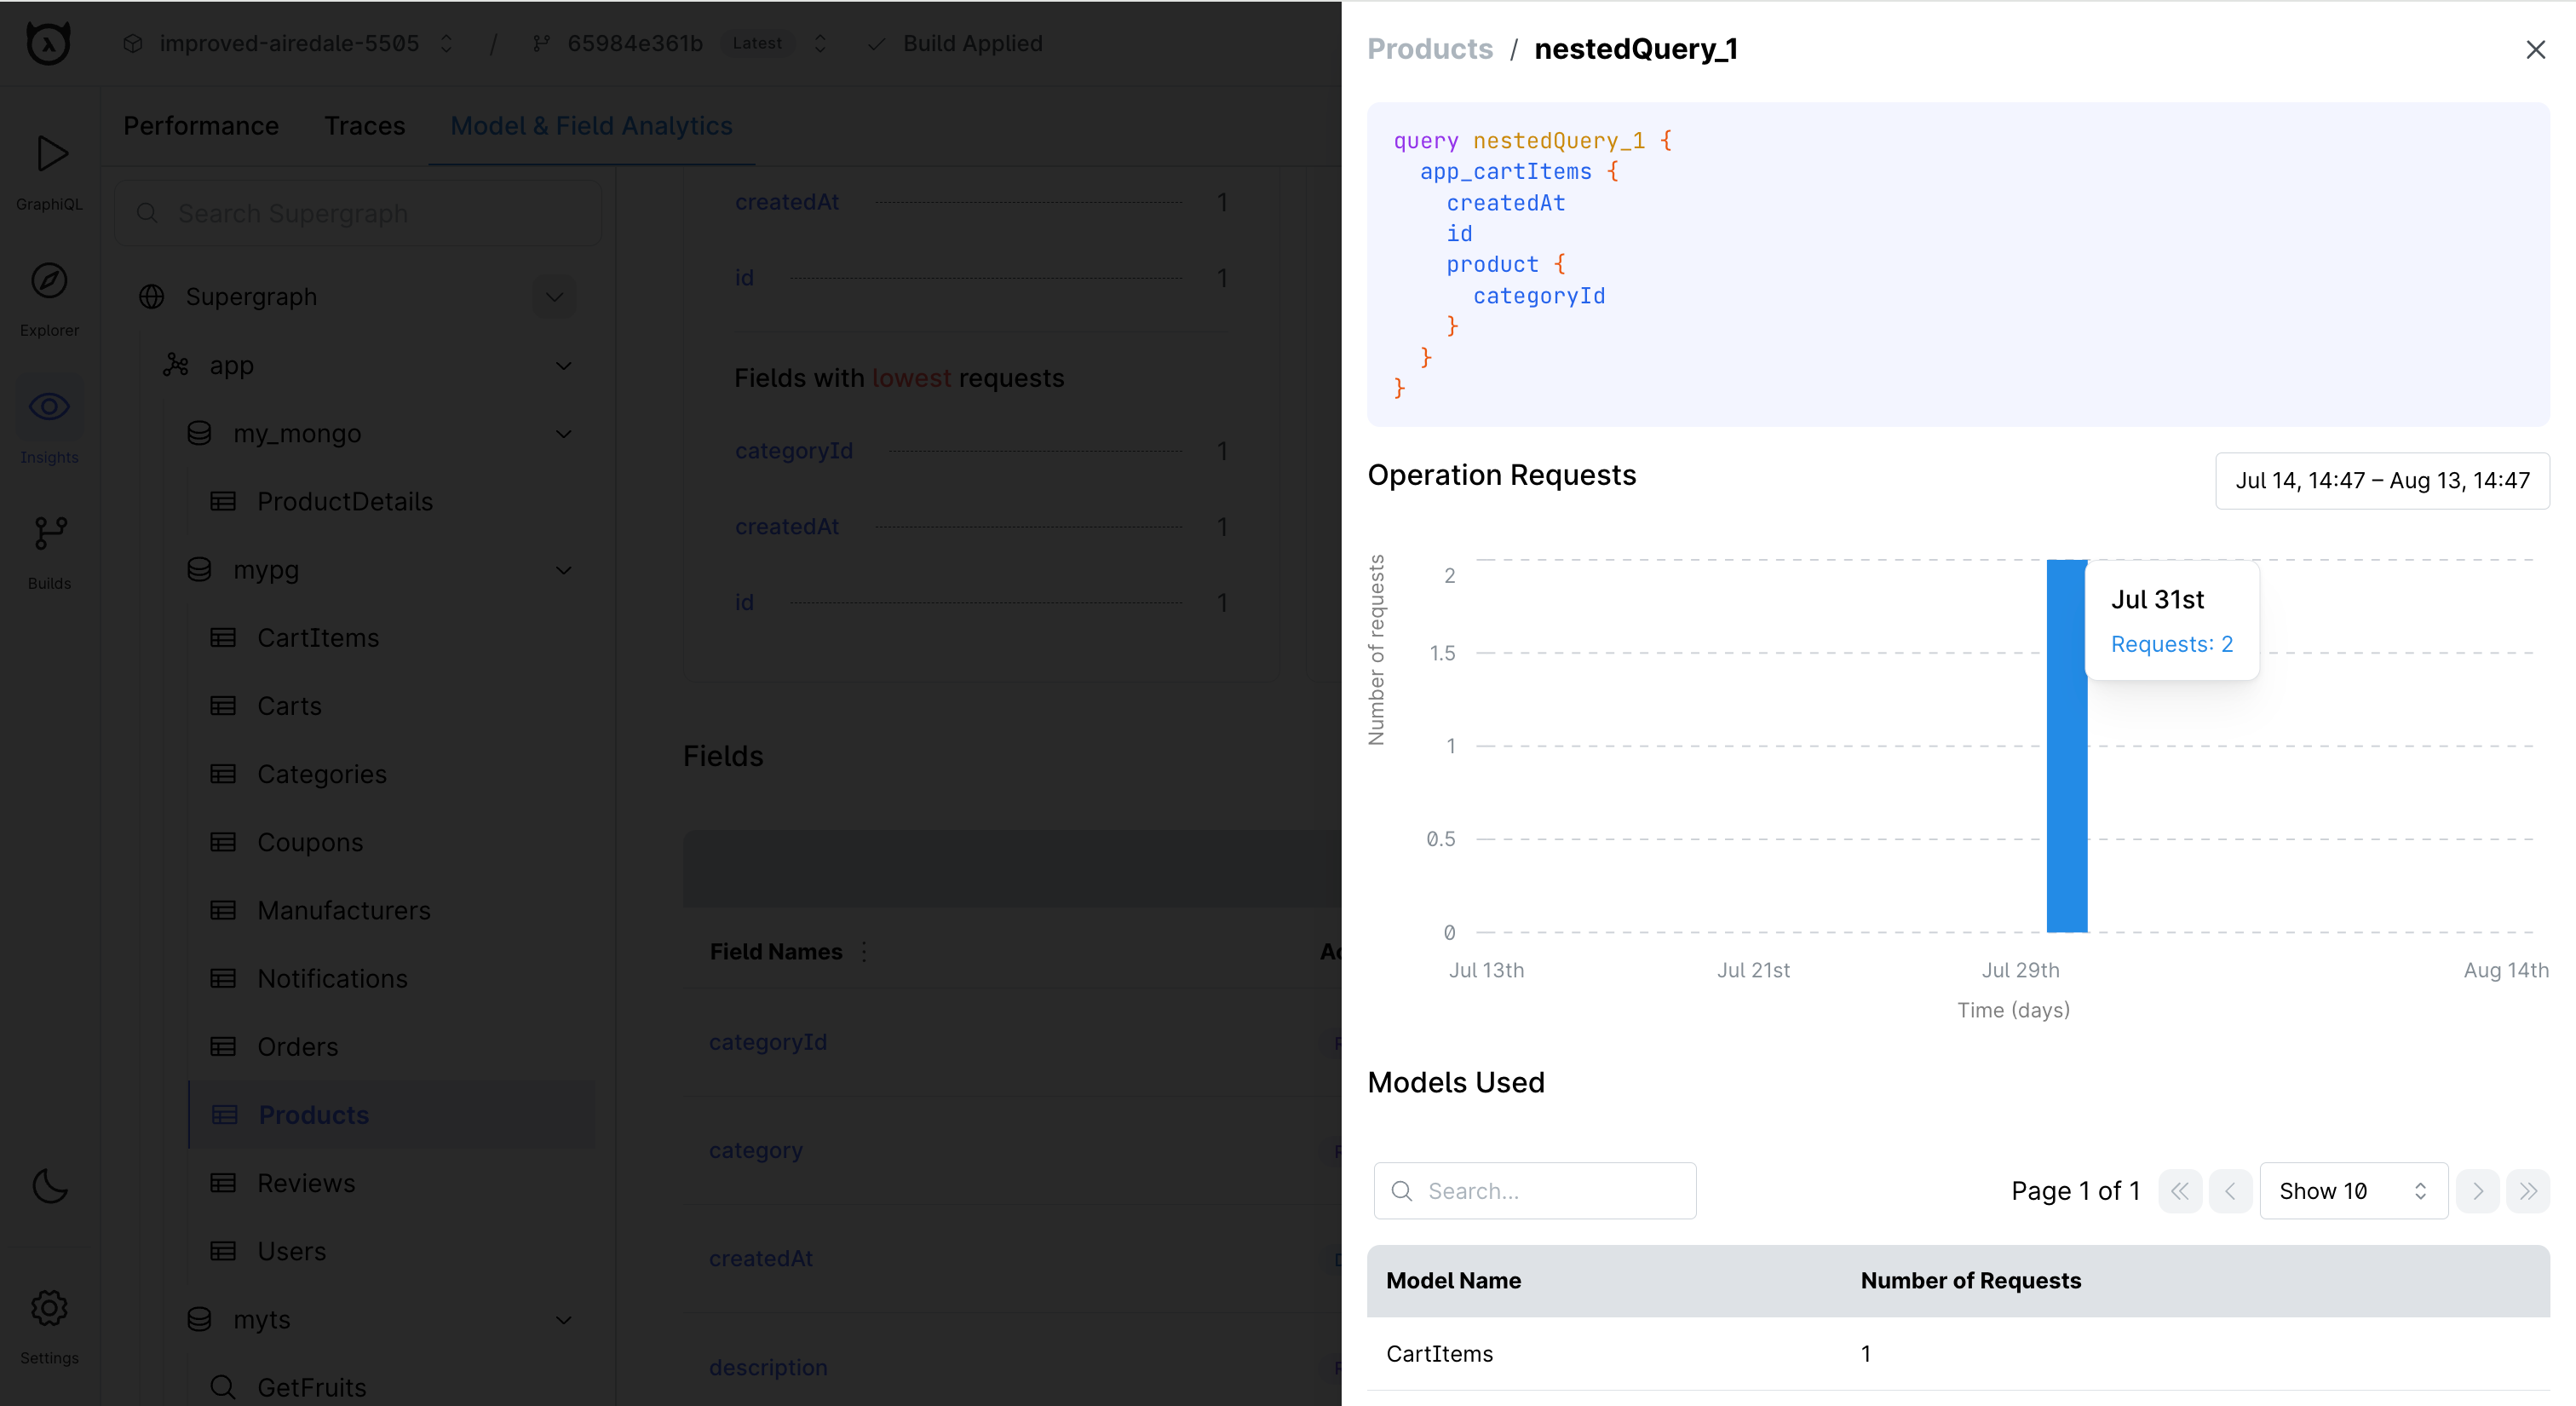 improved-airedale-5505 / 65984e361b Latest Build Applied
Performance Traces Model & Field Analytics
GraphiQL
Explorer
Insights
Builds
Settings
Search Supergraph
Supergraph
app
my_mongo
ProductDetails
mypg
CartItems
Carts
Categories
Coupons
Manufacturers
Notifications
Orders
Products
Reviews
Users
myts
GetFruits
createdAt 1
id 1
Fields with lowest requests
categoryId 1
createdAt 1
id 1
Fields
Field Names
categoryId
category
createdAt
description
Products / nestedQuery_1
query nestedQuery_1 {
app_cartItems {
createdAt
id
product {
categoryId
}
}
}
Operation Requests
Jul 14, 14:47 – Aug 13, 14:47
Number of requests
2
1.5
1
0.5
0
Jul 31st
Requests: 2
Jul 13th Jul 21st Jul 29th Aug 14th
Time (days)
Models Used
Search...
Page 1 of 1
Show 10
Model Name Number of Requests
CartItems 1